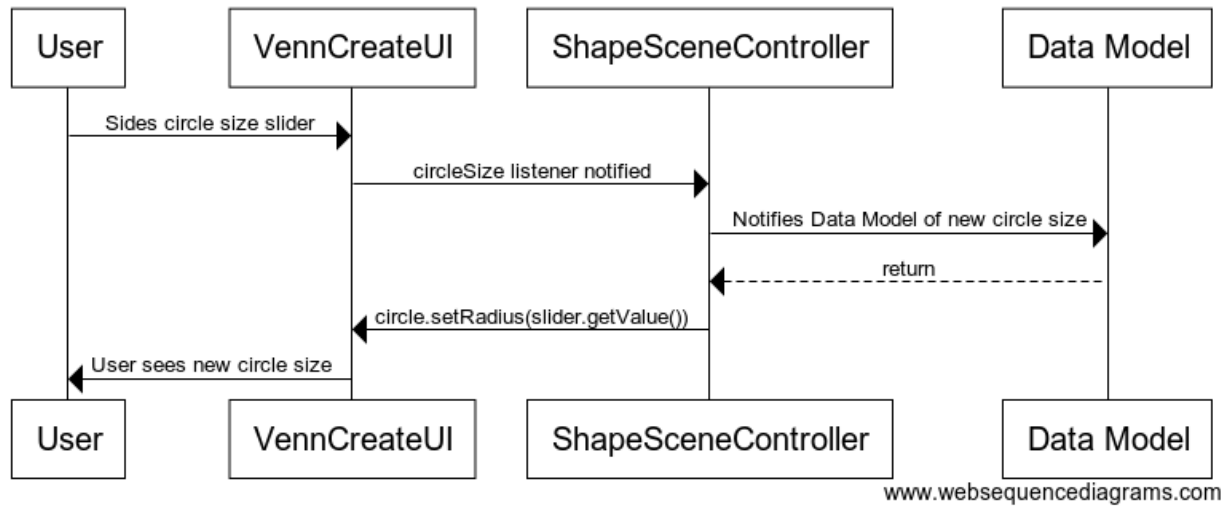 User VennCreateUI ShapeSceneController Data Model
Sides circle size slider
circleSize listener notified
Notifies Data Model of new circle size
return
circle.setRadius(slider.getValue())
User sees new circle size
User VennCreateUI ShapeSceneController Data Model
www.websequencediagrams.com